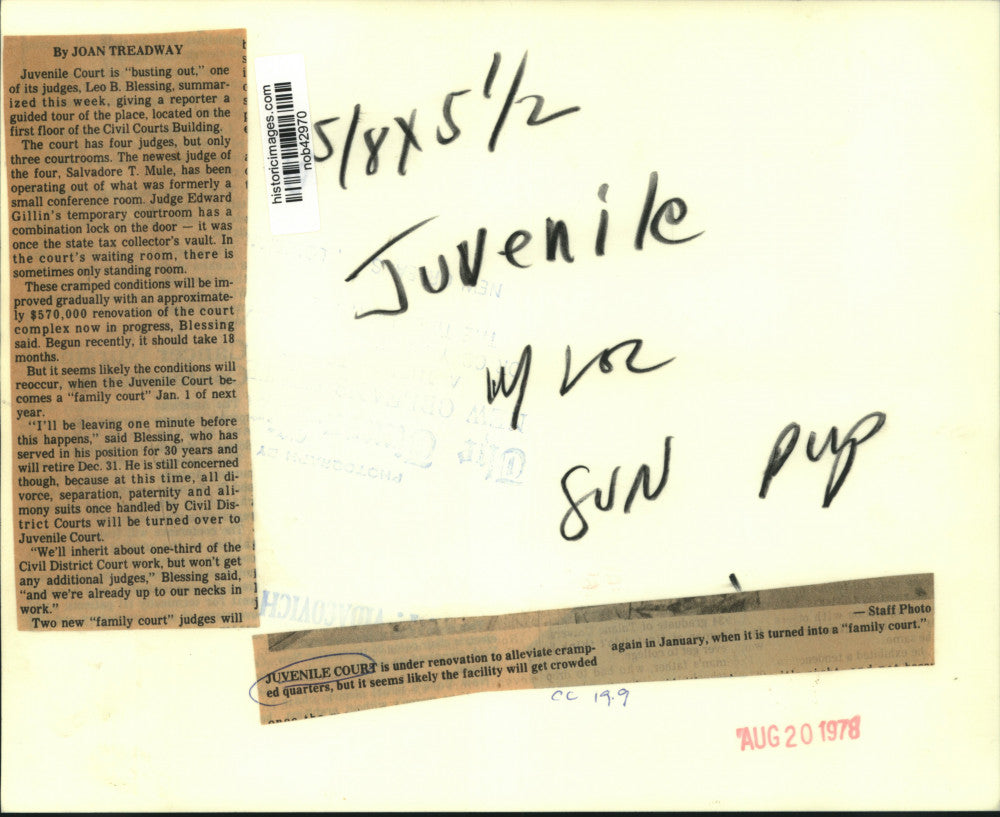 By JOAN TREADWAY
Juvenile Court is "busting out," one
of its judges, Leo B. Blessing, summar-
ized this week, giving a reporter a
guided tour of the place, located on the
first floor of the Civil Courts Building.
The court has four judges, but only
three courtrooms. The newest judge of
the four, Salvadore T. Mule, has been
operating out of what was formerly a
small conference room. Judge Edward
Gillin's temporary courtroom has a
combination lock on the door — it was
once the state tax collector's vault. In
the court's waiting room, there is
sometimes only standing room.
These cramped conditions will be im-
proved gradually with an approximate-
ly $570,000 renovation of the court
complex now in progress, Blessing
said. Begun recently, it should take 18
months.
But it seems likely the conditions will
reoccur, when the Juvenile Court be-
comes a "family court" Jan. 1 of next
year.
"I'll be leaving one minute before
this happens," said Blessing, who has
served in his position for 30 years and
will retire Dec. 31. He is still concerned
though, because at this time, all di-
vorce, separation, paternity and ali-
mony suits once handled by Civil Dis-
trict Courts will be turned over to
Juvenile Court.
"We'll inherit about one-third of the
Civil District Court work, but won't get
any additional judges," Blessing said,
"and we're already up to our necks in
work."
Two new "family court" judges will
historicimages.com
nob42970
5/8 X 5 1/2
Juvenile
w/
SUN pup
— Staff Photo
JUVENILE COURT is under renovation to alleviate cramp-
ed quarters, but it seems likely the facility will get crowded
again in January, when it is turned into a "family court."
CC 19.9
AUG 20 1978